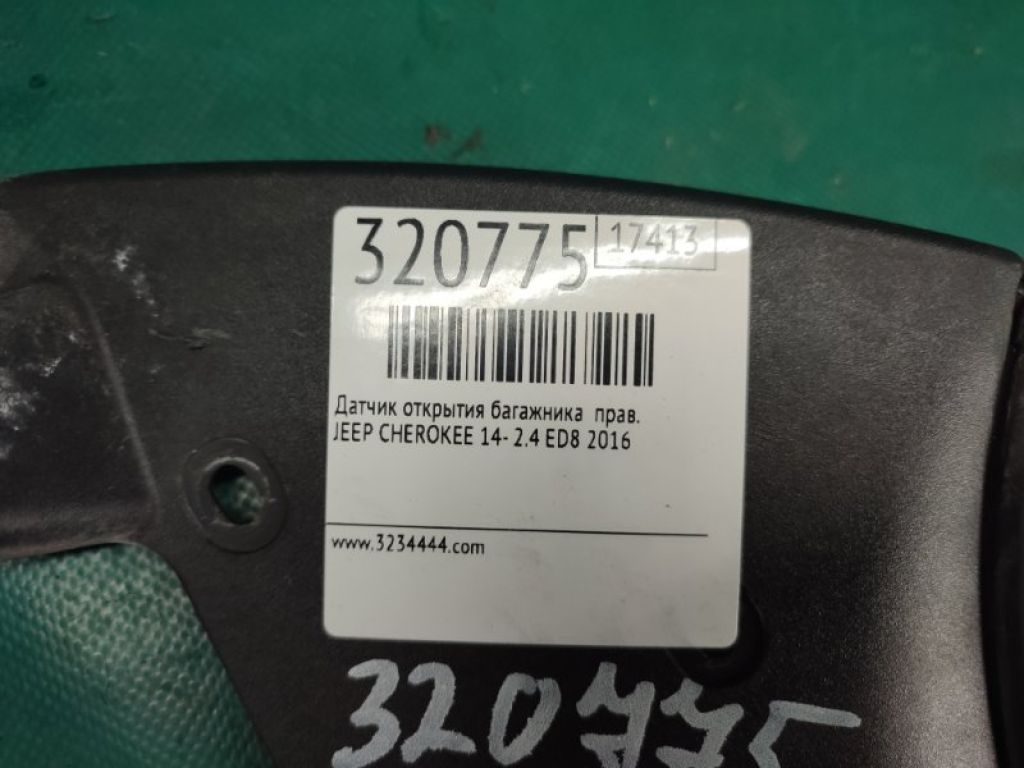 320775 17413
Датчик открытия багажника прав.
JEEP CHEROKEE 14- 2.4 ED8 2016
www.3234444.com
320775